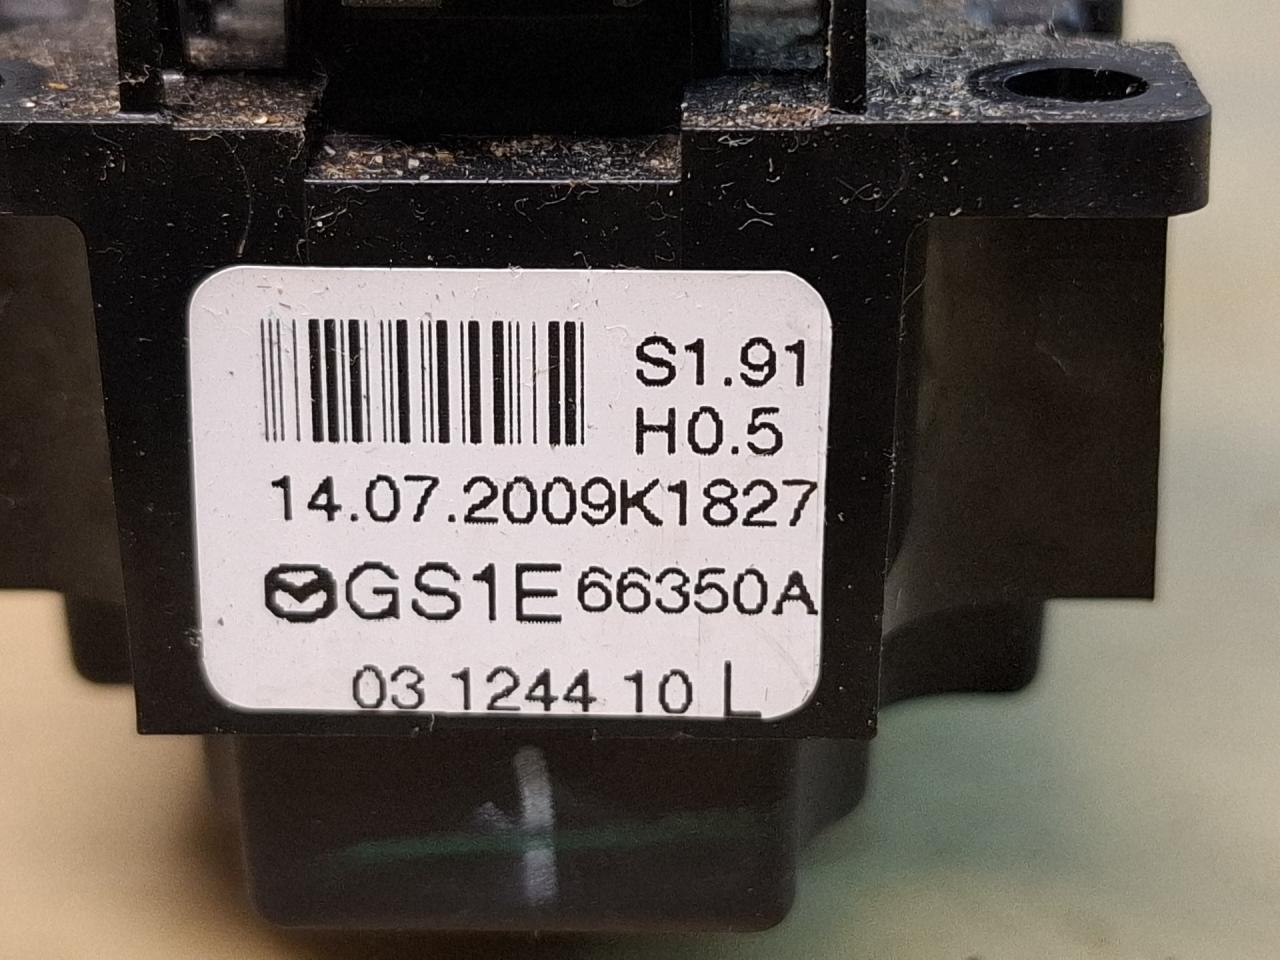 S1.91
H0.5
14.07.2009K1827
GS1E 66350A
03 1244 10 L